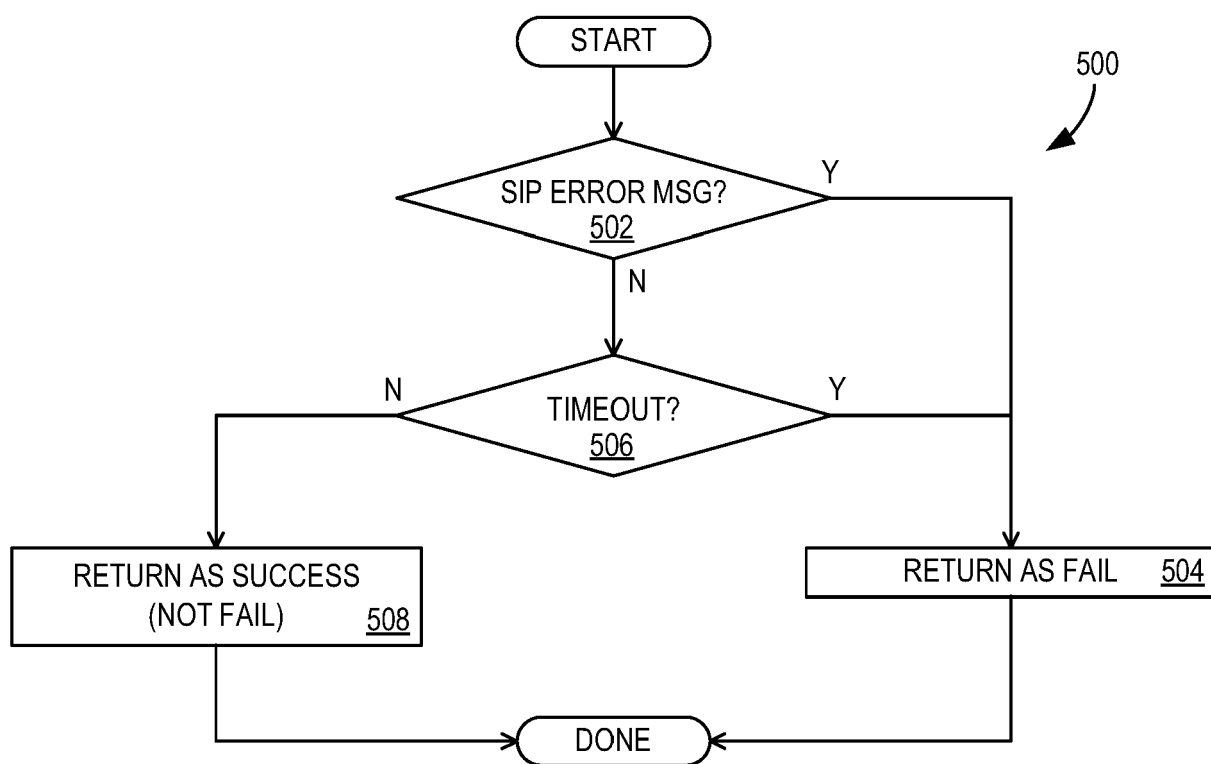 START
500
Y
SIP ERROR MSG?
502
N
N
Y
TIMEOUT?
506
RETURN AS SUCCESS
(NOT FAIL)
508
RETURN AS FAIL 504
DONE